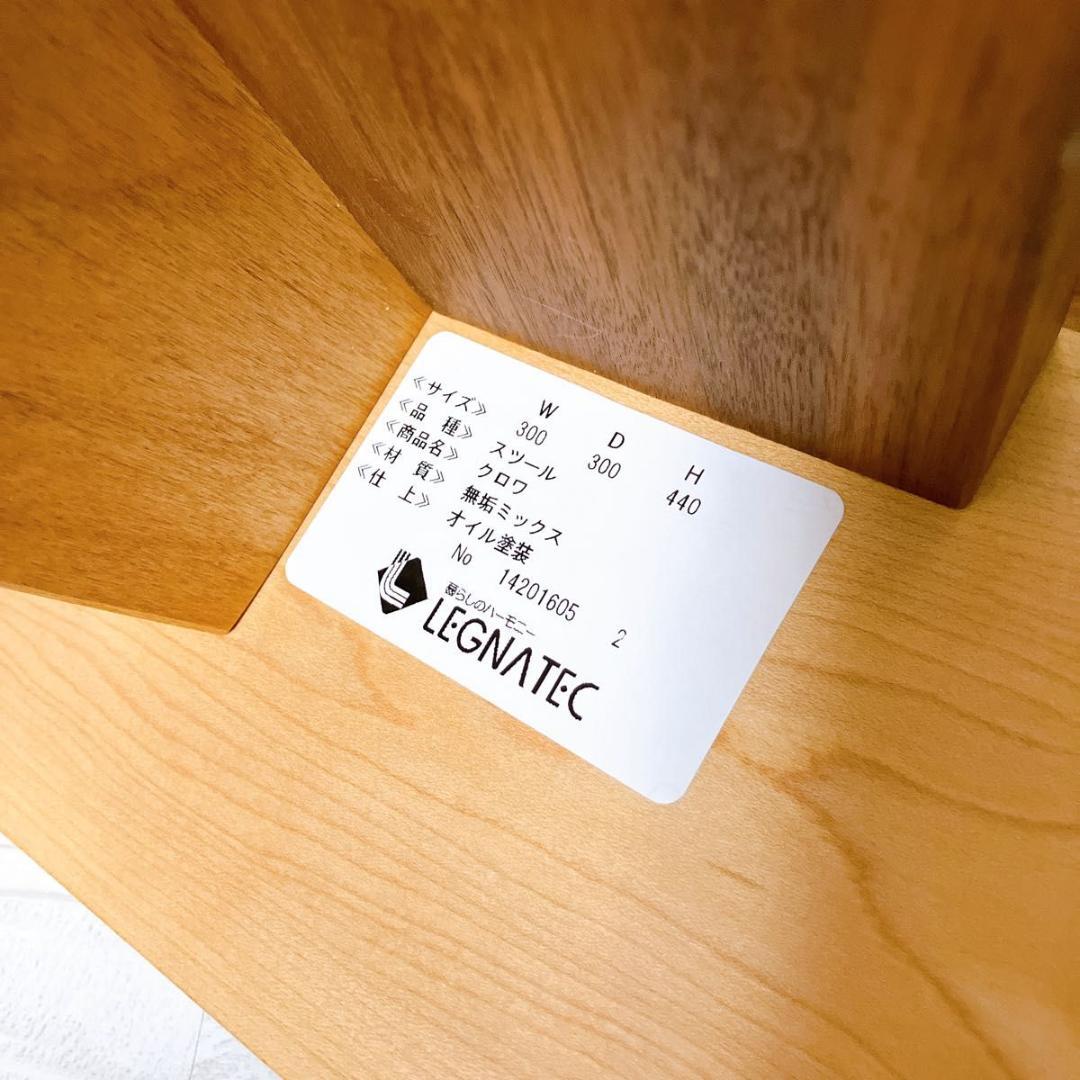 W D H
《サイズ》 300 300 440
《品 種》 スツール
《商品名》 クロワ
《材 質》 無垢ミックス
《仕 上》 オイル塗装
No 14201605 2
暮らしのハーモニー
LEGNATEC